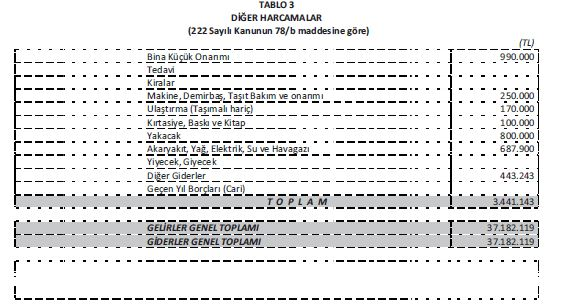 TABLO 3
DİĞER HARCAMALAR
(222 Sayılı Kanunun 78/b maddesine göre)
(TL)
Bina Küçük Onarımı 990.000
Tedavi
Kiralar
Makine, Demirbaş, Taşıt Bakım ve onarımı 250.000
Ulaştırma (Taşımalı hariç) 170.000
Kırtasiye, Baskı ve Kitap 100.000
Yakacak 800.000
Akaryakıt, Yağ, Elektrik, Su ve Havagazı 687.900
Yiyecek, Giyecek
Diğer Giderler 443.243
Geçen Yıl Borçları (Cari)
T O P L A M 3.441.143
GELİRLER GENEL TOPLAMI 37.182.119
GİDERLER GENEL TOPLAMI 37.182.119